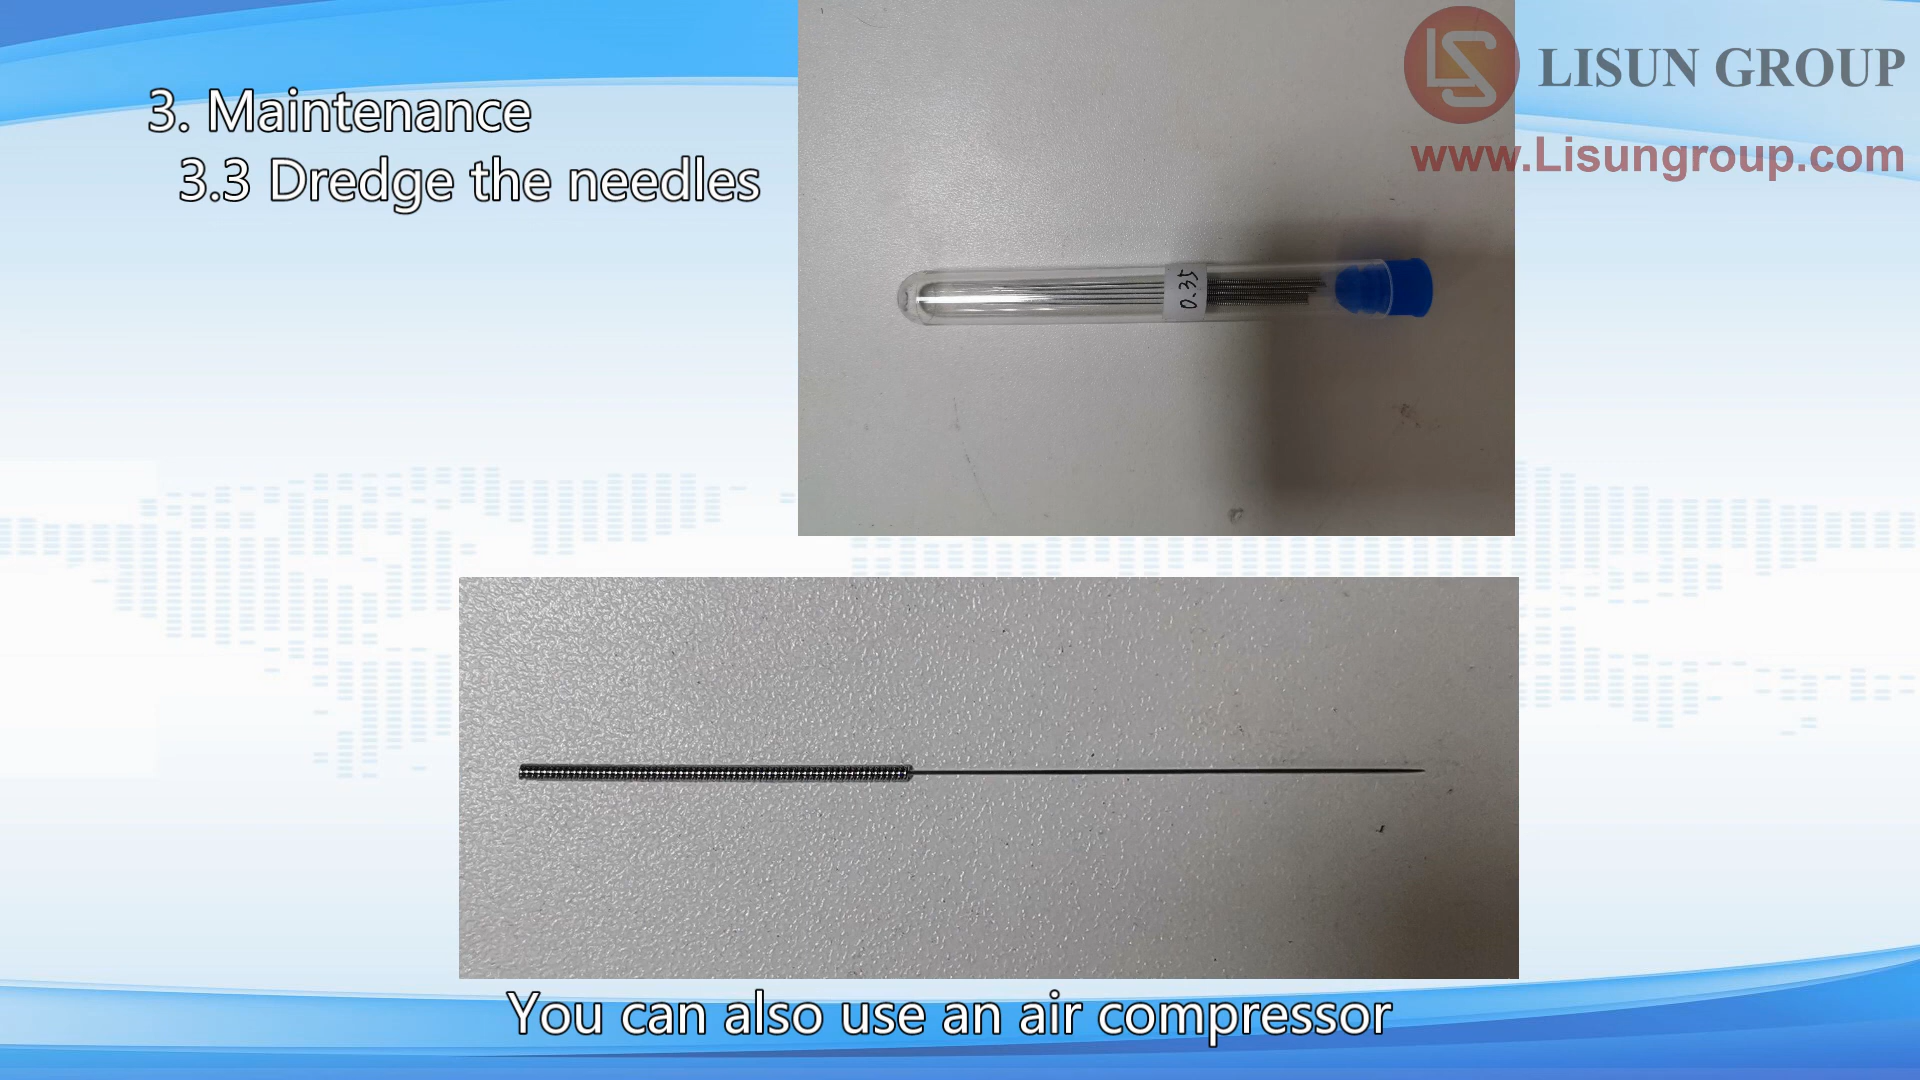 3. Maintenance
3.3 Dredge the needles
LS LISUN GROUP
www.Lisungroup.com
0.35
You can also use an air compressor